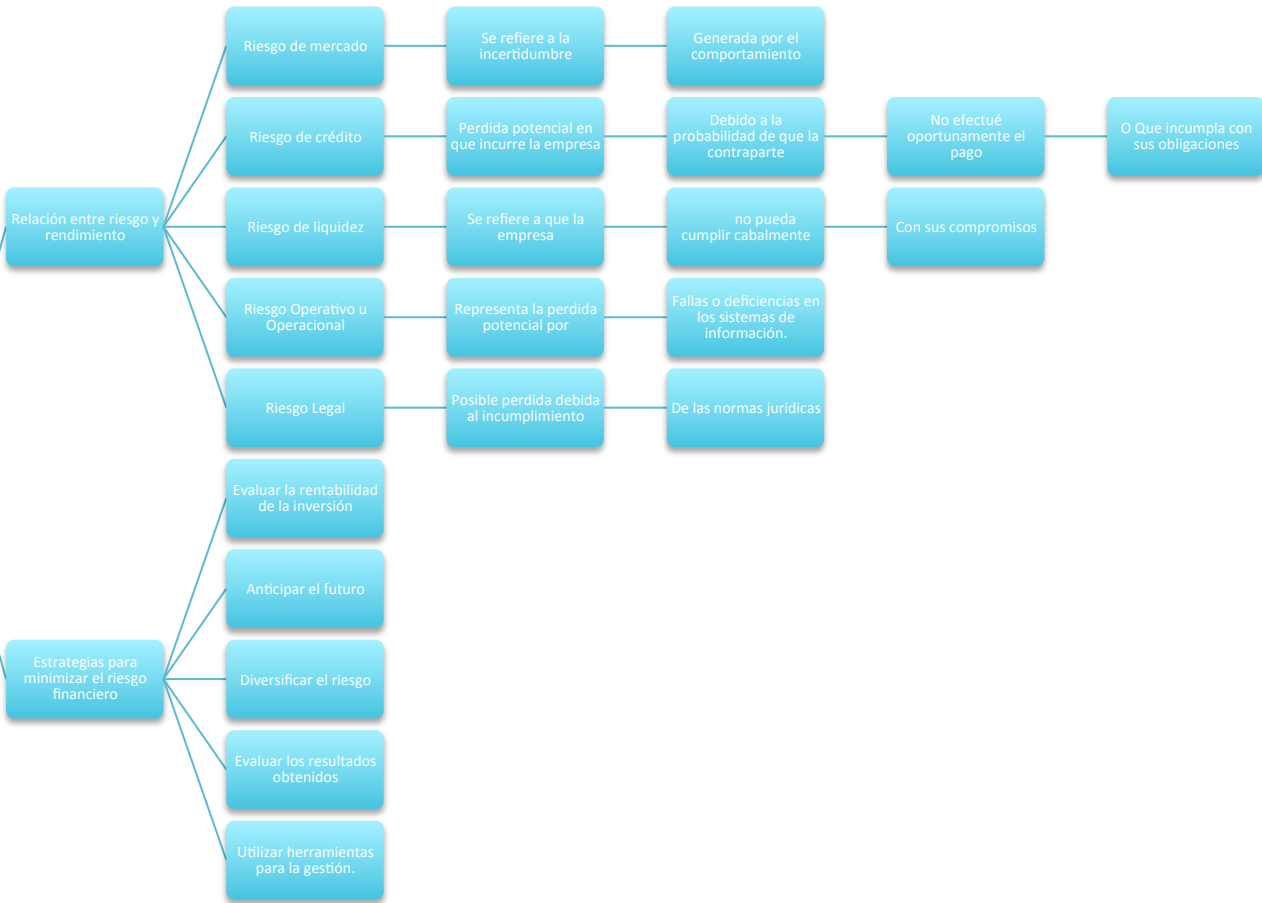 Riesgo de mercado
Se refiere a la
incertidumbre
Generada por el
comportamiento
Riesgo de crédito
Perdida potencial en
que incurre la empresa
Debido a la
probabilidad de que la
contraparte
No efectué
oportunamente el
pago
O Que incumpla con
sus obligaciones
Relación entre riesgo y
rendimiento
Riesgo de liquidez
Se refiere a que la
empresa
no pueda
cumplir cabalmente
Con sus compromisos
Riesgo Operativo u
Operacional
Representa la perdida
potencial por
Fallas o deficiencias en
los sistemas de
información.
Riesgo Legal
Posible perdida debida
al incumplimiento
De las normas juridicas
Evaluar la rentabilidad
de la inversión
Anticipar el futuro
Estrategias para
minimizar el riesgo
financiero
Diversificar el riesgo
Evaluar los resultados
obtenidos
Utilizar herramientas
para la gestión.